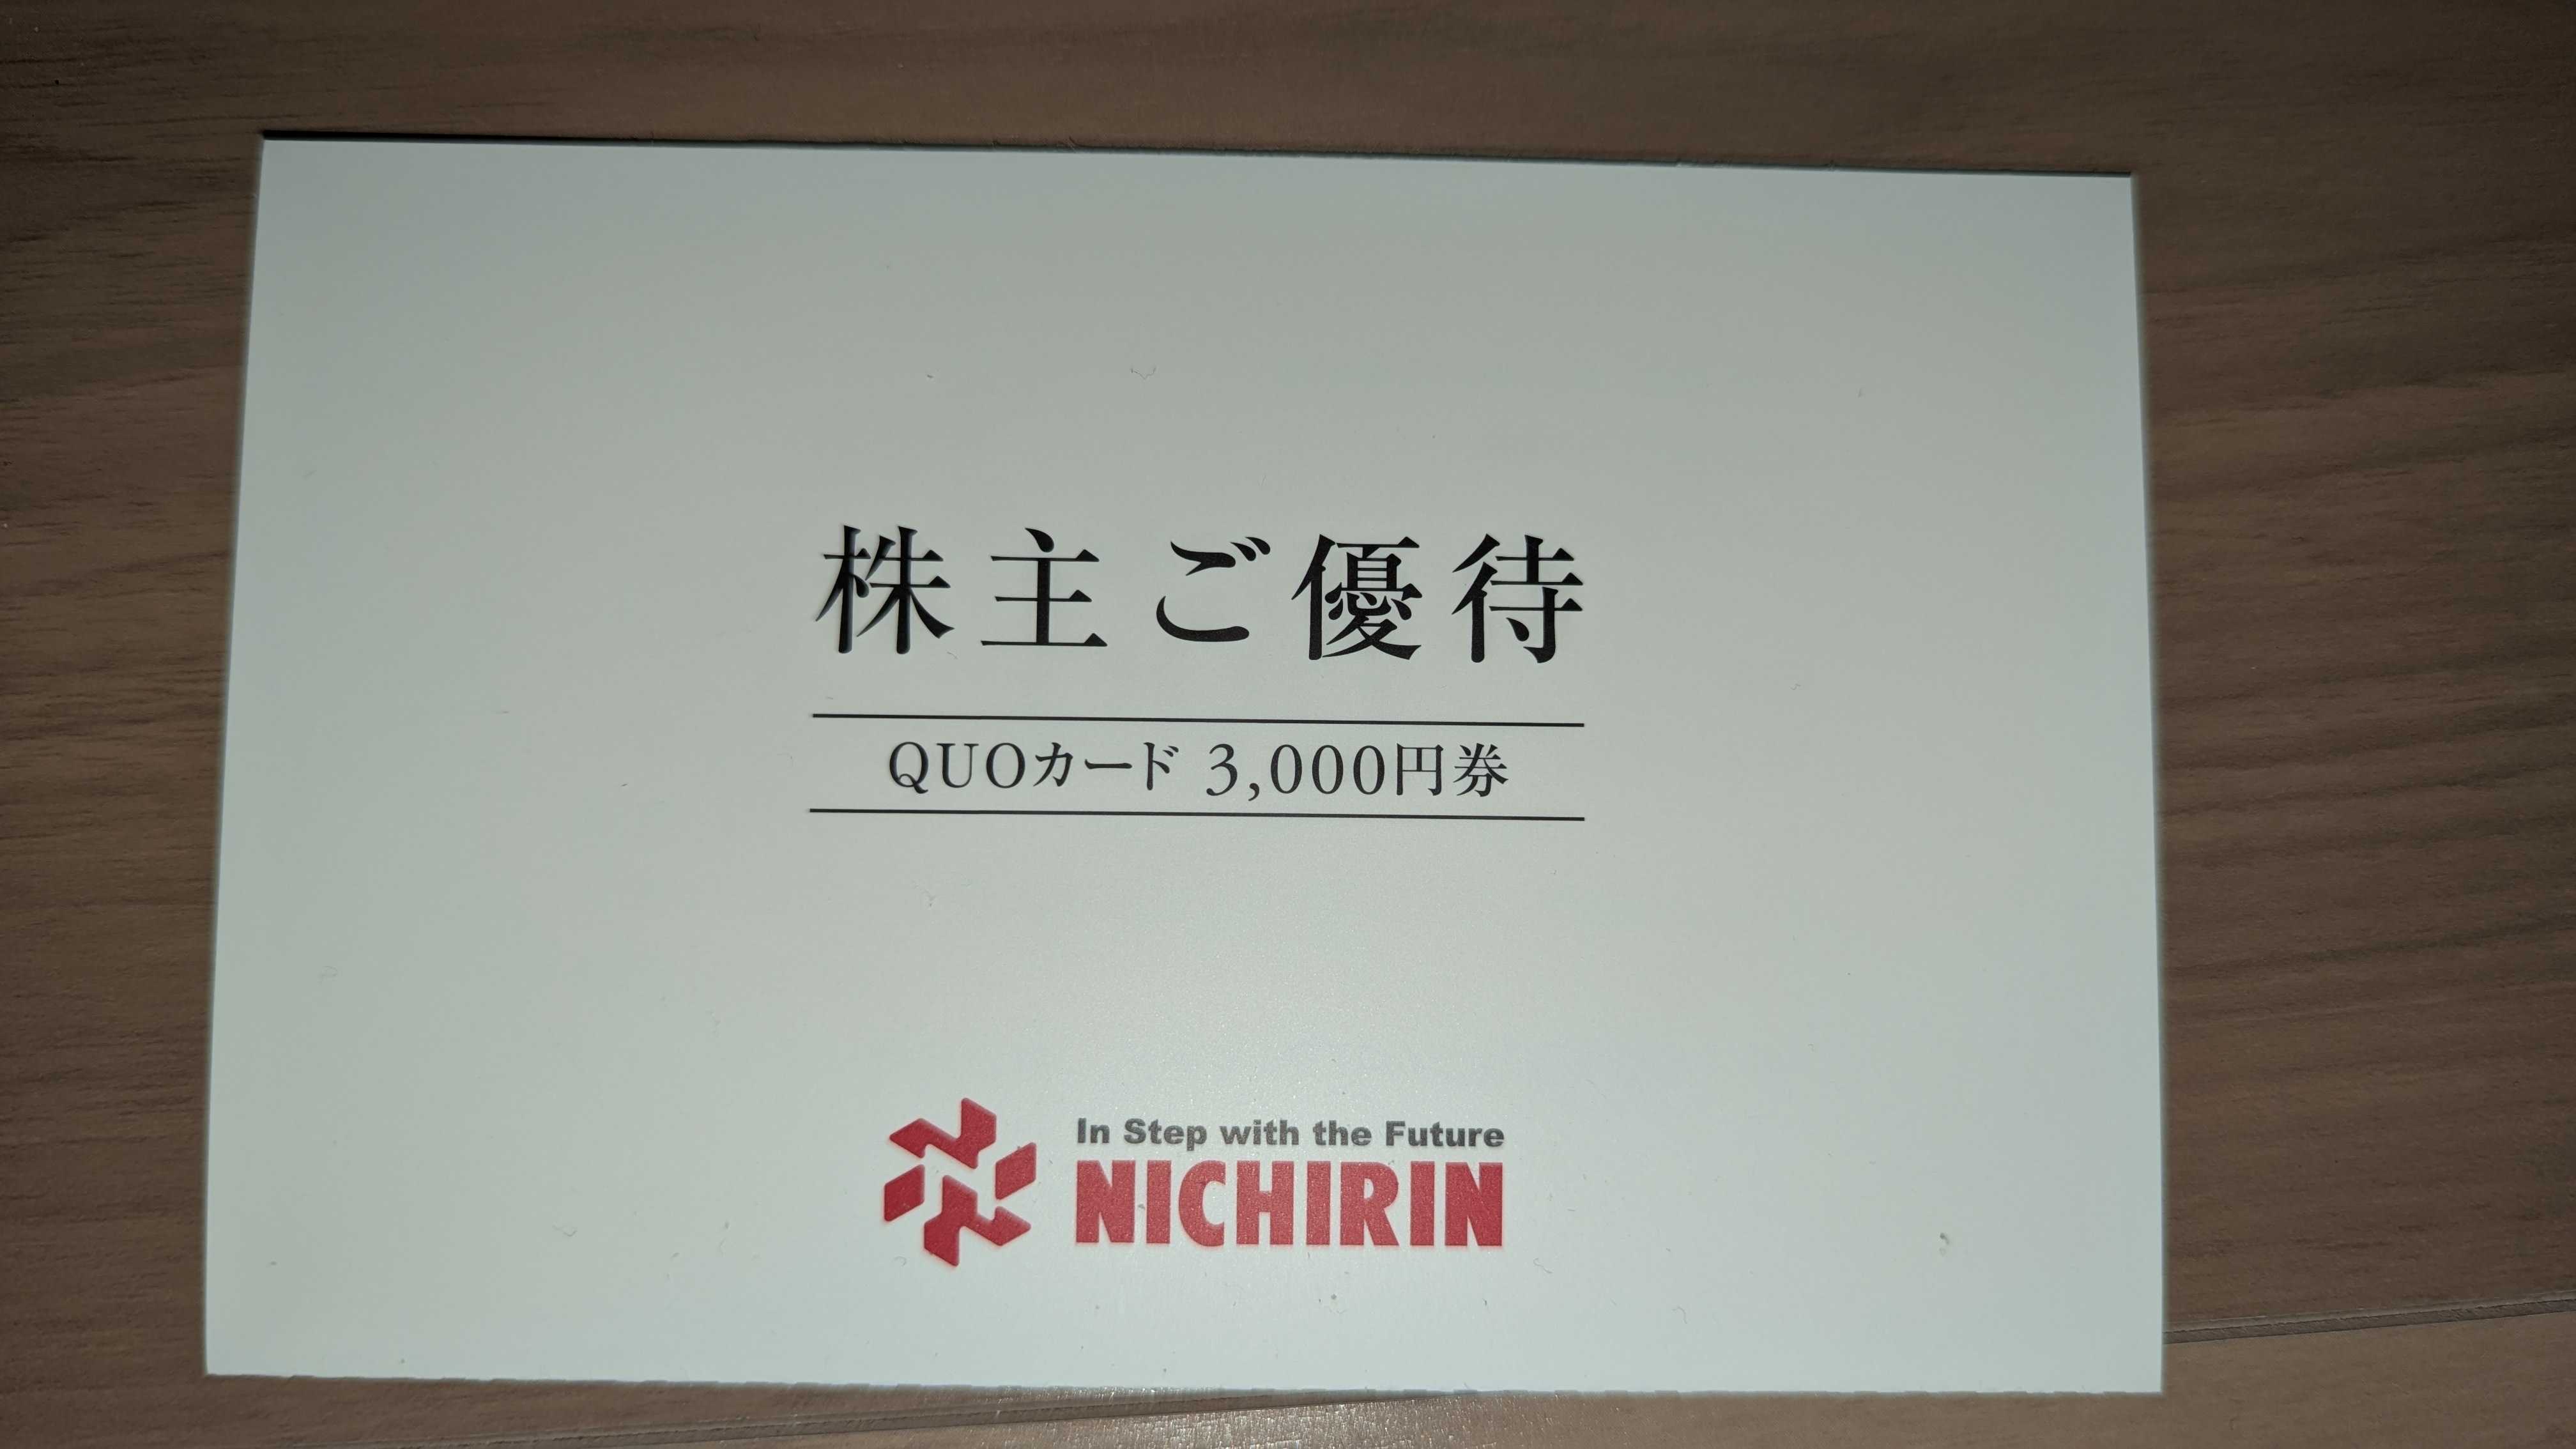 株主ご優待
QUOカード 3,000円券
In Step with the Future
NICHIRIN